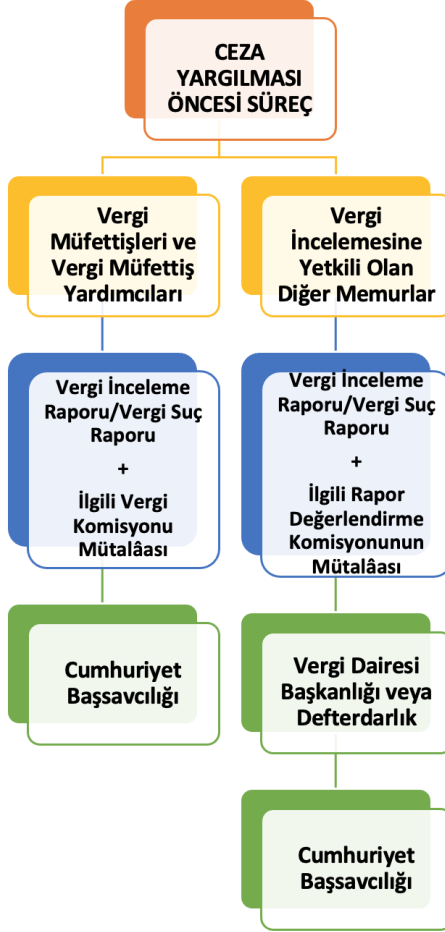 CEZA
YARGILMASI
ÖNCESİ SÜREÇ
Vergi
Müfettişleri ve
Vergi Müfettiş
Yardımcıları
Vergi
İncelemesine
Yetkili Olan
Diğer Memurlar
Vergi İnceleme
Raporu/Vergi Suç
Raporu
+
İlgili Vergi
Komisyonu
Mütalâası
Vergi İnceleme
Raporu/Vergi Suç
Raporu
+
İlgili Rapor
Değerlendirme
Komisyonunun
Mütalâası
Cumhuriyet
Başsavcılığı
Vergi Dairesi
Başkanlığı veya
Defterdarlık
Cumhuriyet
Başsavcılığı